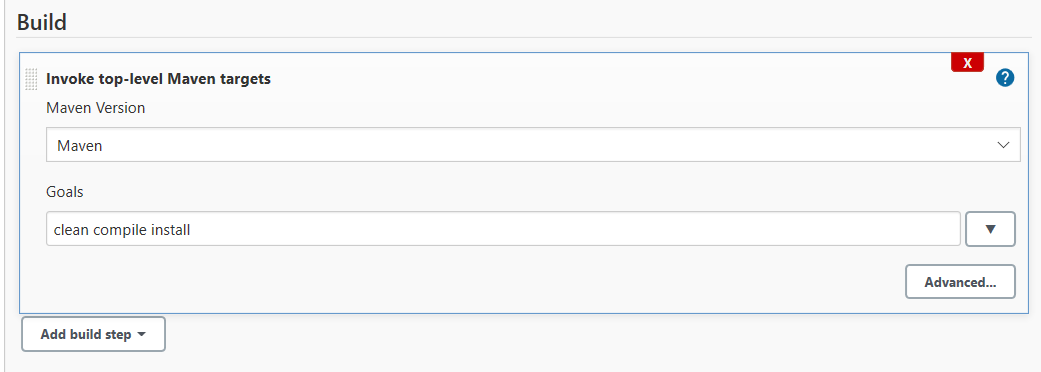 Build
X
Invoke top-level Maven targets
?
Maven Version
Maven
Goals
clean compile install
Advanced...
Add build step